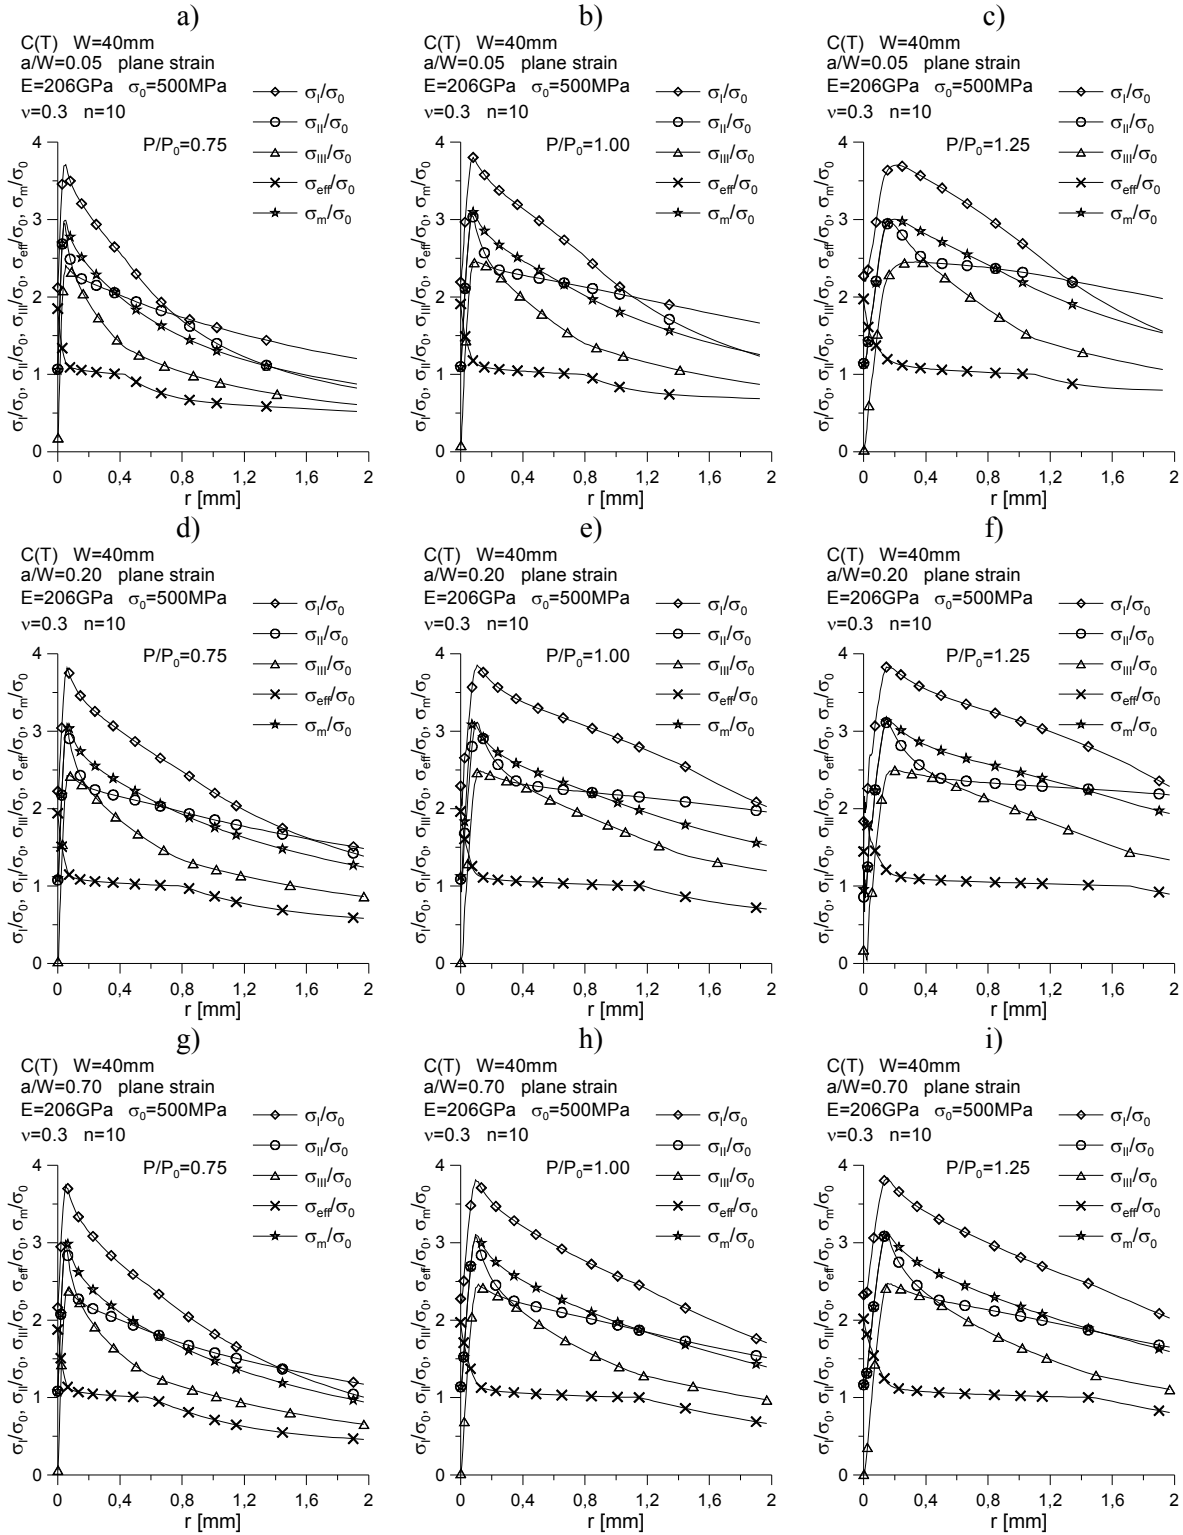 a)
C(T) W=40mm
a/W=0.05 plane strain
E=206GPa σ₀=500MPa
ν=0.3 n=10
P/P₀=0.75
σI/σ₀
σII/σ₀
σIII/σ₀
σeff/σ₀
σm/σ₀
σI/σ₀, σII/σ₀, σIII/σ₀, σeff/σ₀, σm/σ₀
4
3
2
1
0
0 0,4 0,8 1,2 1,6 2
r [mm]
b)
C(T) W=40mm
a/W=0.05 plane strain
E=206GPa σ₀=500MPa
ν=0.3 n=10
P/P₀=1.00
σI/σ₀
σII/σ₀
σIII/σ₀
σeff/σ₀
σm/σ₀
σI/σ₀, σII/σ₀, σIII/σ₀, σeff/σ₀, σm/σ₀
4
3
2
1
0
0 0,4 0,8 1,2 1,6 2
r [mm]
c)
C(T) W=40mm
a/W=0.05 plane strain
E=206GPa σ₀=500MPa
ν=0.3 n=10
P/P₀=1.25
σI/σ₀
σII/σ₀
σIII/σ₀
σeff/σ₀
σm/σ₀
σI/σ₀, σII/σ₀, σIII/σ₀, σeff/σ₀, σm/σ₀
4
3
2
1
0
0 0,4 0,8 1,2 1,6 2
r [mm]
d)
C(T) W=40mm
a/W=0.20 plane strain
E=206GPa σ₀=500MPa
ν=0.3 n=10
P/P₀=0.75
σI/σ₀
σII/σ₀
σIII/σ₀
σeff/σ₀
σm/σ₀
σI/σ₀, σII/σ₀, σIII/σ₀, σeff/σ₀, σm/σ₀
4
3
2
1
0
0 0,4 0,8 1,2 1,6 2
r [mm]
e)
C(T) W=40mm
a/W=0.20 plane strain
E=206GPa σ₀=500MPa
ν=0.3 n=10
P/P₀=1.00
σI/σ₀
σII/σ₀
σIII/σ₀
σeff/σ₀
σm/σ₀
σI/σ₀, σII/σ₀, σIII/σ₀, σeff/σ₀, σm/σ₀
4
3
2
1
0
0 0,4 0,8 1,2 1,6 2
r [mm]
f)
C(T) W=40mm
a/W=0.20 plane strain
E=206GPa σ₀=500MPa
ν=0.3 n=10
P/P₀=1.25
σI/σ₀
σII/σ₀
σIII/σ₀
σeff/σ₀
σm/σ₀
σI/σ₀, σII/σ₀, σIII/σ₀, σeff/σ₀, σm/σ₀
4
3
2
1
0
0 0,4 0,8 1,2 1,6 2
r [mm]
g)
C(T) W=40mm
a/W=0.70 plane strain
E=206GPa σ₀=500MPa
ν=0.3 n=10
P/P₀=0.75
σI/σ₀
σII/σ₀
σIII/σ₀
σeff/σ₀
σm/σ₀
σI/σ₀, σII/σ₀, σIII/σ₀, σeff/σ₀, σm/σ₀
4
3
2
1
0
0 0,4 0,8 1,2 1,6 2
r [mm]
h)
C(T) W=40mm
a/W=0.70 plane strain
E=206GPa σ₀=500MPa
ν=0.3 n=10
P/P₀=1.00
σI/σ₀
σII/σ₀
σIII/σ₀
σeff/σ₀
σm/σ₀
σI/σ₀, σII/σ₀, σIII/σ₀, σeff/σ₀, σm/σ₀
4
3
2
1
0
0 0,4 0,8 1,2 1,6 2
r [mm]
i)
C(T) W=40mm
a/W=0.70 plane strain
E=206GPa σ₀=500MPa
ν=0.3 n=10
P/P₀=1.25
σI/σ₀
σII/σ₀
σIII/σ₀
σeff/σ₀
σm/σ₀
σI/σ₀, σII/σ₀, σIII/σ₀, σeff/σ₀, σm/σ₀
4
3
2
1
0
0 0,4 0,8 1,2 1,6 2
r [mm]